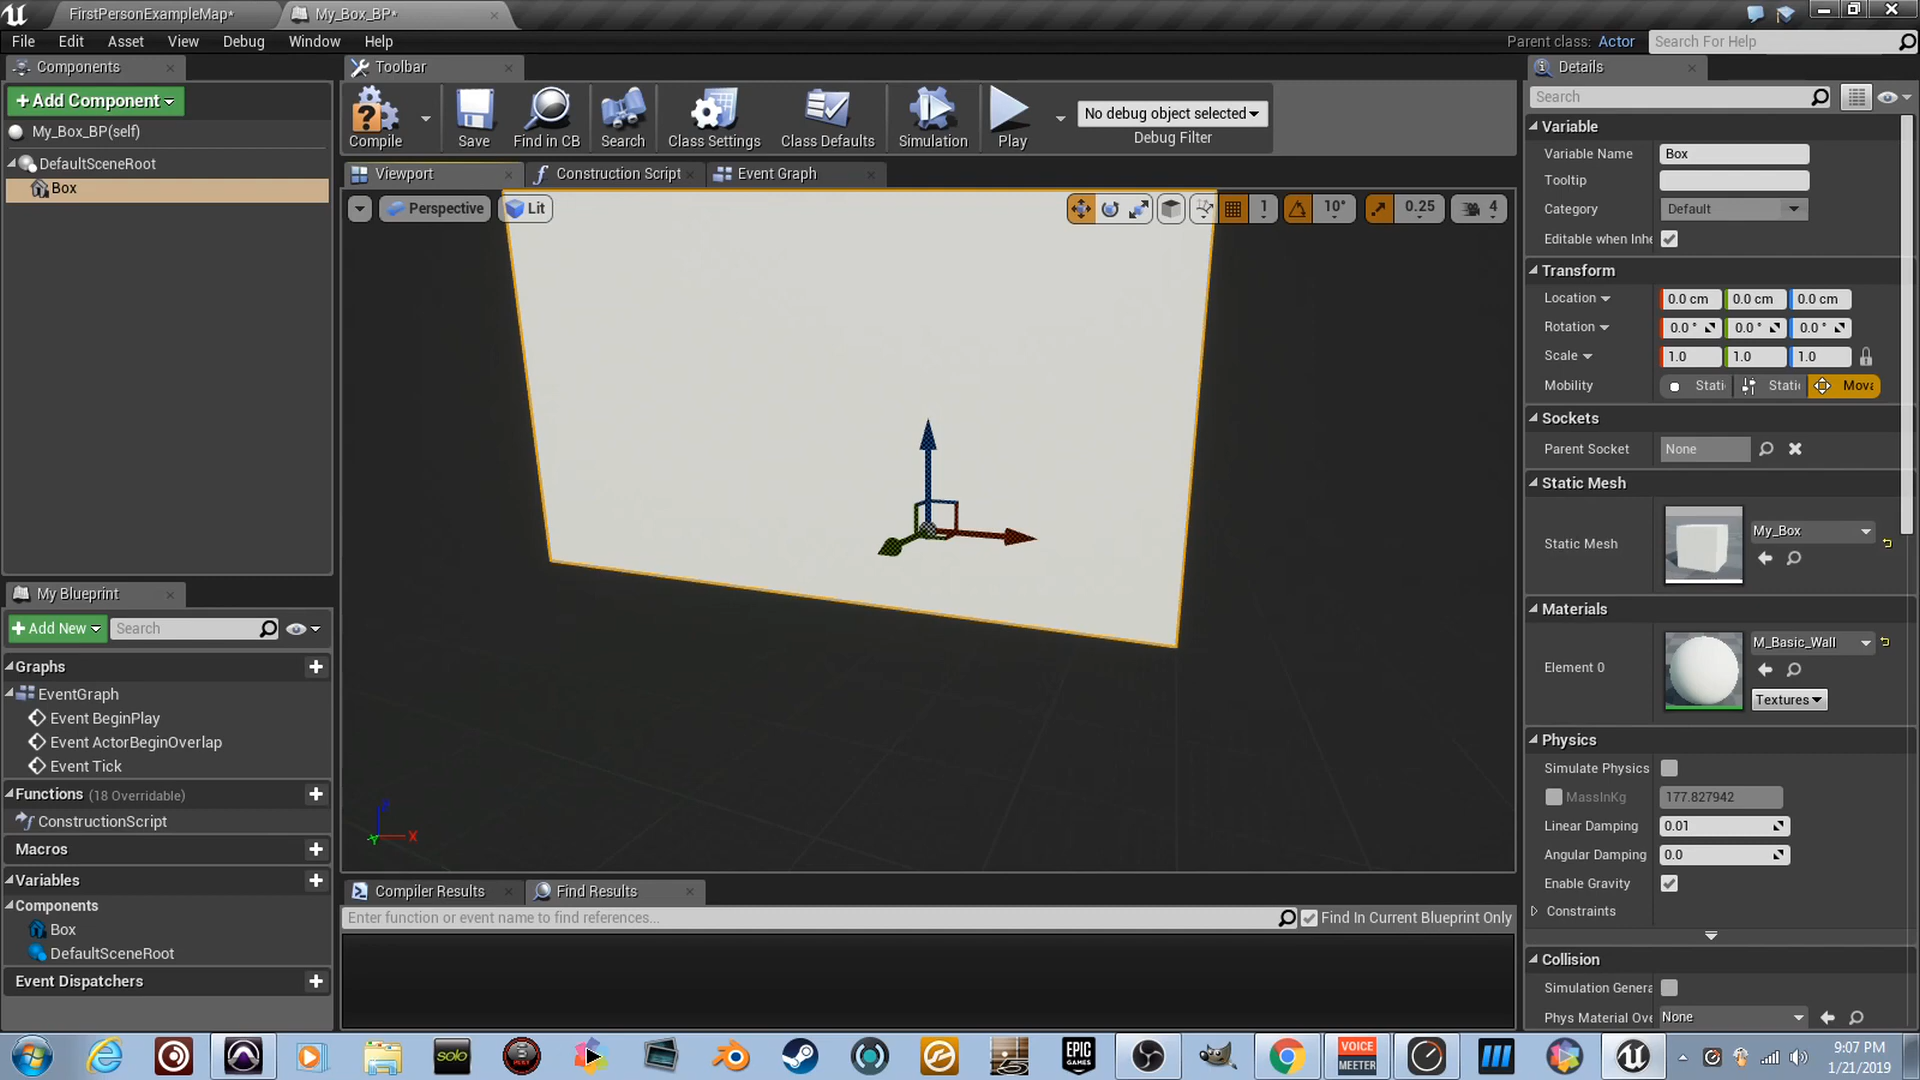 FirstPersonExampleMap*
My_Box_BP*
File Edit Asset View Debug Window Help
Parent class: Actor
Search For Help
Components
Toolbar
Details
Add Component
My_Box_BP(self)
DefaultSceneRoot
Box
Compile Save Find in CB Search Class Settings Class Defaults Simulation Play
No debug object selected
Debug Filter
Viewport
Construction Script
Event Graph
Perspective
Lit
1 10° 0.25 4
Search
Variable
Variable Name Box
Tooltip
Category Default
Editable when Inhe
Transform
Location 0.0 cm 0.0 cm 0.0 cm
Rotation 0.0 ° 0.0 ° 0.0 °
Scale 1.0 1.0 1.0
Mobility Stati Stati Mova
Sockets
Parent Socket None
Static Mesh
Static Mesh My_Box
Materials
Element 0 M_Basic_Wall
Textures
Physics
Simulate Physics
MassInKg 177.827942
Linear Damping 0.01
Angular Damping 0.0
Enable Gravity
Constraints
Collision
Simulation Genera
Phys Material Ove None
My Blueprint
Add New
Search
Graphs
EventGraph
Event BeginPlay
Event ActorBeginOverlap
Event Tick
Functions (18 Overridable)
ConstructionScript
Macros
Variables
Components
Box
DefaultSceneRoot
Event Dispatchers
Z
X
Y
Compiler Results
Find Results
Enter function or event name to find references...
Find In Current Blueprint Only
solo
EPIC
GAMES
VOICE
MEETER
9:07 PM
1/21/2019